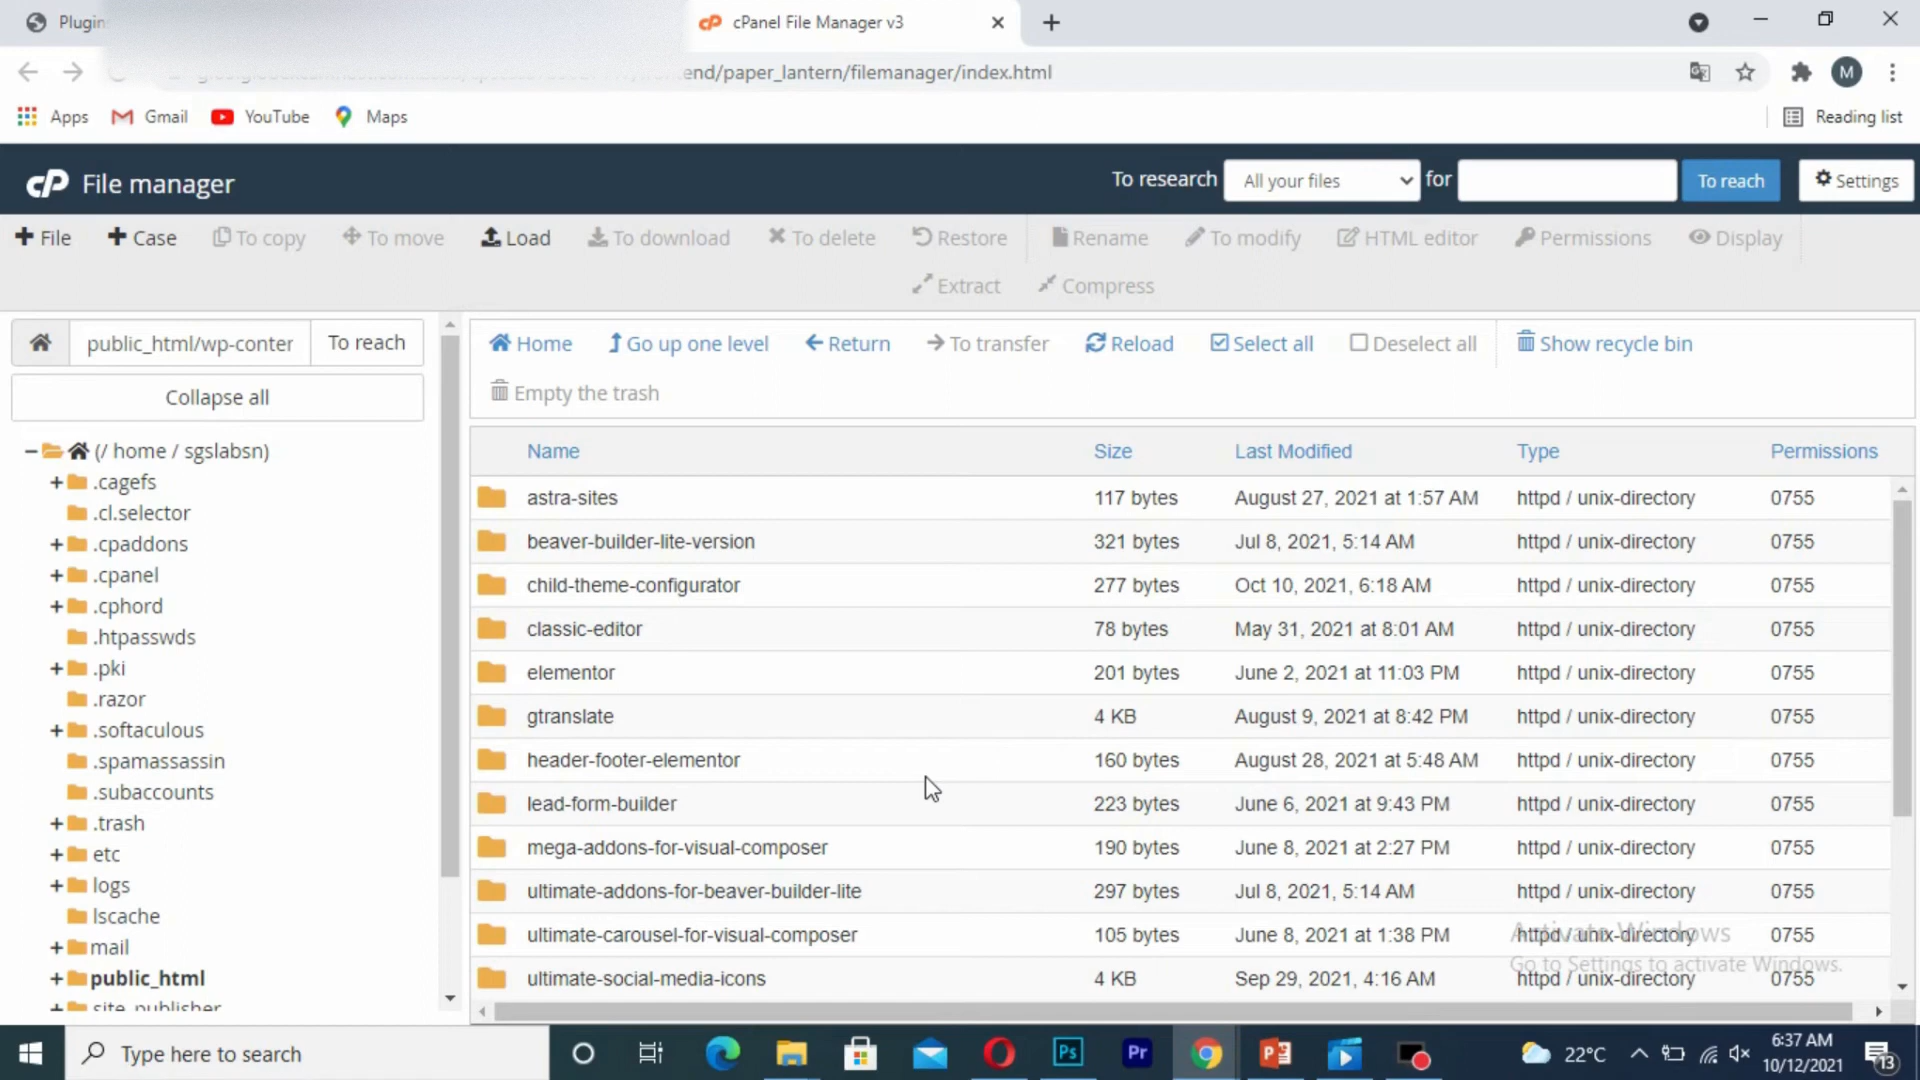 Plugin
cPanel File Manager v3
end/paper_lantern/filemanager/index.html
M
Apps Gmail YouTube Maps
Reading list
cP File manager
To research All your files for To reach Settings
File Case To copy To move Load To download To delete Restore Rename To modify HTML editor Permissions Display
Extract Compress
public_html/wp-conter To reach
Collapse all
(/ home / sgslabsn)
.cagefs
.cl.selector
.cpaddons
.cpanel
.cphord
.htpasswds
.pki
.razor
.softaculous
.spamassassin
.subaccounts
.trash
etc
logs
lscache
mail
public_html
site_publisher
Home Go up one level Return To transfer Reload Select all Deselect all Show recycle bin
Empty the trash
Name Size Last Modified Type Permissions
astra-sites 117 bytes August 27, 2021 at 1:57 AM httpd / unix-directory 0755
beaver-builder-lite-version 321 bytes Jul 8, 2021, 5:14 AM httpd / unix-directory 0755
child-theme-configurator 277 bytes Oct 10, 2021, 6:18 AM httpd / unix-directory 0755
classic-editor 78 bytes May 31, 2021 at 8:01 AM httpd / unix-directory 0755
elementor 201 bytes June 2, 2021 at 11:03 PM httpd / unix-directory 0755
gtranslate 4 KB August 9, 2021 at 8:42 PM httpd / unix-directory 0755
header-footer-elementor 160 bytes August 28, 2021 at 5:48 AM httpd / unix-directory 0755
lead-form-builder 223 bytes June 6, 2021 at 9:43 PM httpd / unix-directory 0755
mega-addons-for-visual-composer 190 bytes June 8, 2021 at 2:27 PM httpd / unix-directory 0755
ultimate-addons-for-beaver-builder-lite 297 bytes Jul 8, 2021, 5:14 AM httpd / unix-directory 0755
ultimate-carousel-for-visual-composer 105 bytes June 8, 2021 at 1:38 PM httpd / unix-directory 0755
ultimate-social-media-icons 4 KB Sep 29, 2021, 4:16 AM httpd / unix-directory 0755
Activate Windows
Go to Settings to activate Windows.
Type here to search
Ps
Pr
22°C
6:37 AM
10/12/2021
13